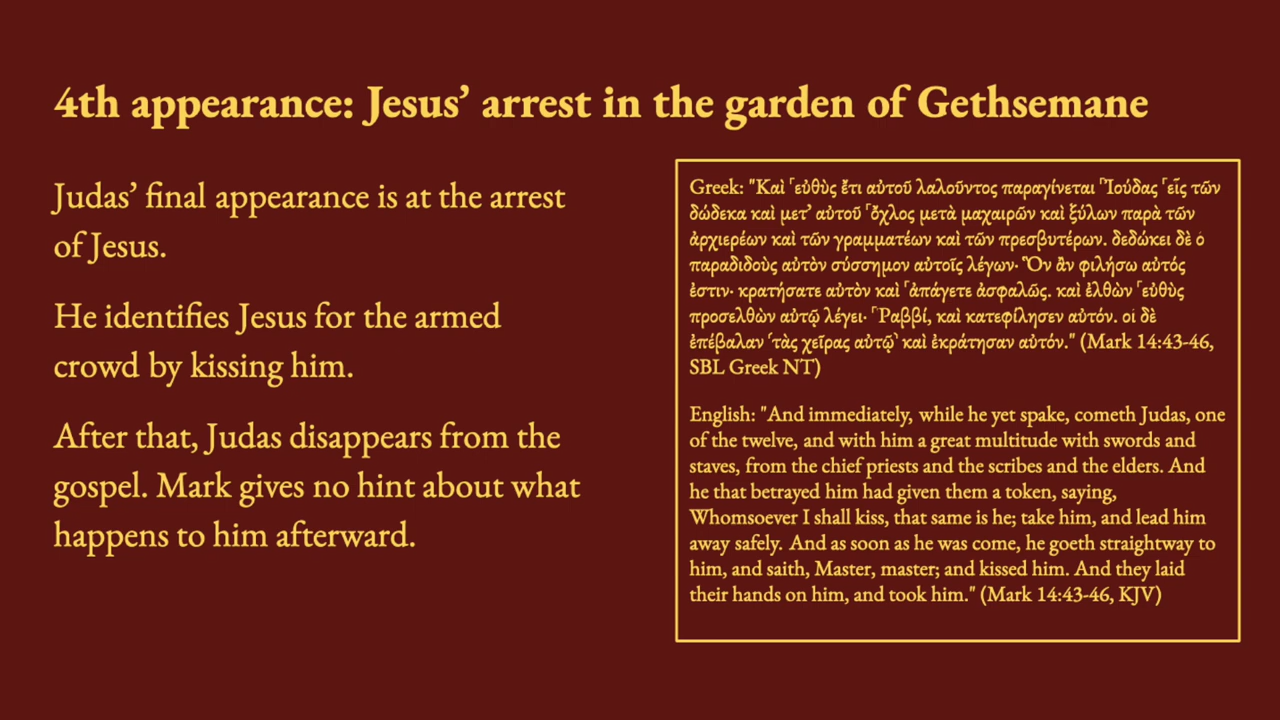 4th appearance: Jesus’ arrest in the garden of Gethsemane
Judas’ final appearance is at the arrest
of Jesus.
He identifies Jesus for the armed
crowd by kissing him.
After that, Judas disappears from the
gospel. Mark gives no hint about what
happens to him afterward.
Greek: "Καὶ ⸀εὐθὺς ἔτι αὐτοῦ λαλοῦντος παραγίνεται ⸀Ἰούδας ⸀εἷς τῶν
δώδεκα καὶ μετ’ αὐτοῦ ⸀ὄχλος μετὰ μαχαιρῶν καὶ ξύλων παρὰ τῶν
ἀρχιερέων καὶ τῶν γραμματέων καὶ τῶν πρεσβυτέρων. δεδώκει δὲ ὁ
παραδιδοὺς αὐτὸν σύσσημον αὐτοῖς λέγων· Ὃν ἂν φιλήσω αὐτός
ἐστιν· κρατήσατε αὐτὸν καὶ ⸀ἀπάγετε ἀσφαλῶς. καὶ ἐλθὼν ⸀εὐθὺς
προσελθὼν αὐτῷ λέγει· ⸀Ῥαββί, καὶ κατεφίλησεν αὐτόν. οἱ δὲ
ἐπέβαλαν ⸂τὰς χεῖρας αὐτῷ⸃ καὶ ἐκράτησαν αὐτόν." (Mark 14:43-46,
SBL Greek NT)
English: "And immediately, while he yet spake, cometh Judas, one
of the twelve, and with him a great multitude with swords and
staves, from the chief priests and the scribes and the elders. And
he that betrayed him had given them a token, saying,
Whomsoever I shall kiss, that same is he; take him, and lead him
away safely. And as soon as he was come, he goeth straightway to
him, and saith, Master, master; and kissed him. And they laid
their hands on him, and took him." (Mark 14:43-46, KJV)